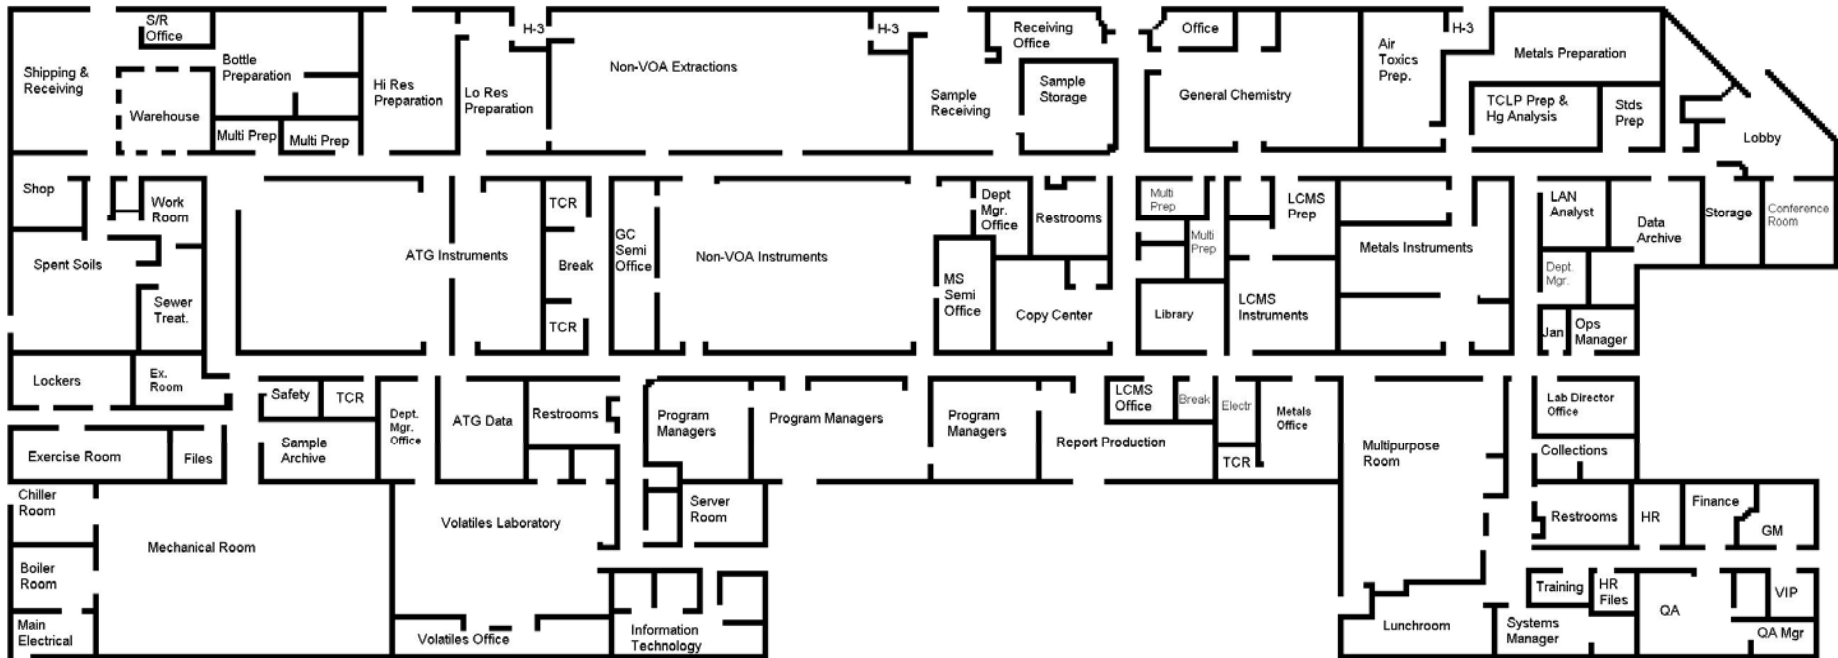 S/R
Office
Shipping &
Receiving
Bottle
Preparation
Warehouse
Multi Prep
Multi Prep
Hi Res
Preparation
Lo Res
Preparation
H-3
Non-VOA Extractions
H-3
Sample
Receiving
Receiving
Office
Sample
Storage
Office
General Chemistry
Air
Toxics
Prep.
H-3
Metals Preparation
TCLP Prep &
Hg Analysis
Stds
Prep
Lobby
Shop
Work
Room
Spent Soils
Sewer
Treat.
ATG Instruments
TCR
Break
TCR
GC
Semi
Office
Non-VOA Instruments
Dept
Mgr.
Office
Restrooms
MS
Semi
Office
Copy Center
Multi
Prep
Multi
Prep
Library
LCMS
Prep
LCMS
Instruments
Metals Instruments
LAN
Analyst
Data
Archive
Storage
Conference
Room
Dept.
Mgr.
Jan
Ops
Manager
Lockers
Ex.
Room
Safety
TCR
Sample
Archive
Dept.
Mgr.
Office
ATG Data
Restrooms
Program
Managers
Program Managers
Program
Managers
Report Production
LCMS
Office
Break
Electr
TCR
Metals
Office
Multipurpose
Room
Lab Director
Office
Collections
Exercise Room
Files
Chiller
Room
Mechanical Room
Boiler
Room
Main
Electrical
Volatiles Laboratory
Volatiles Office
Server
Room
Information
Technology
Restrooms
HR
Finance
GM
Training
HR
Files
QA
VIP
QA Mgr
Lunchroom
Systems
Manager